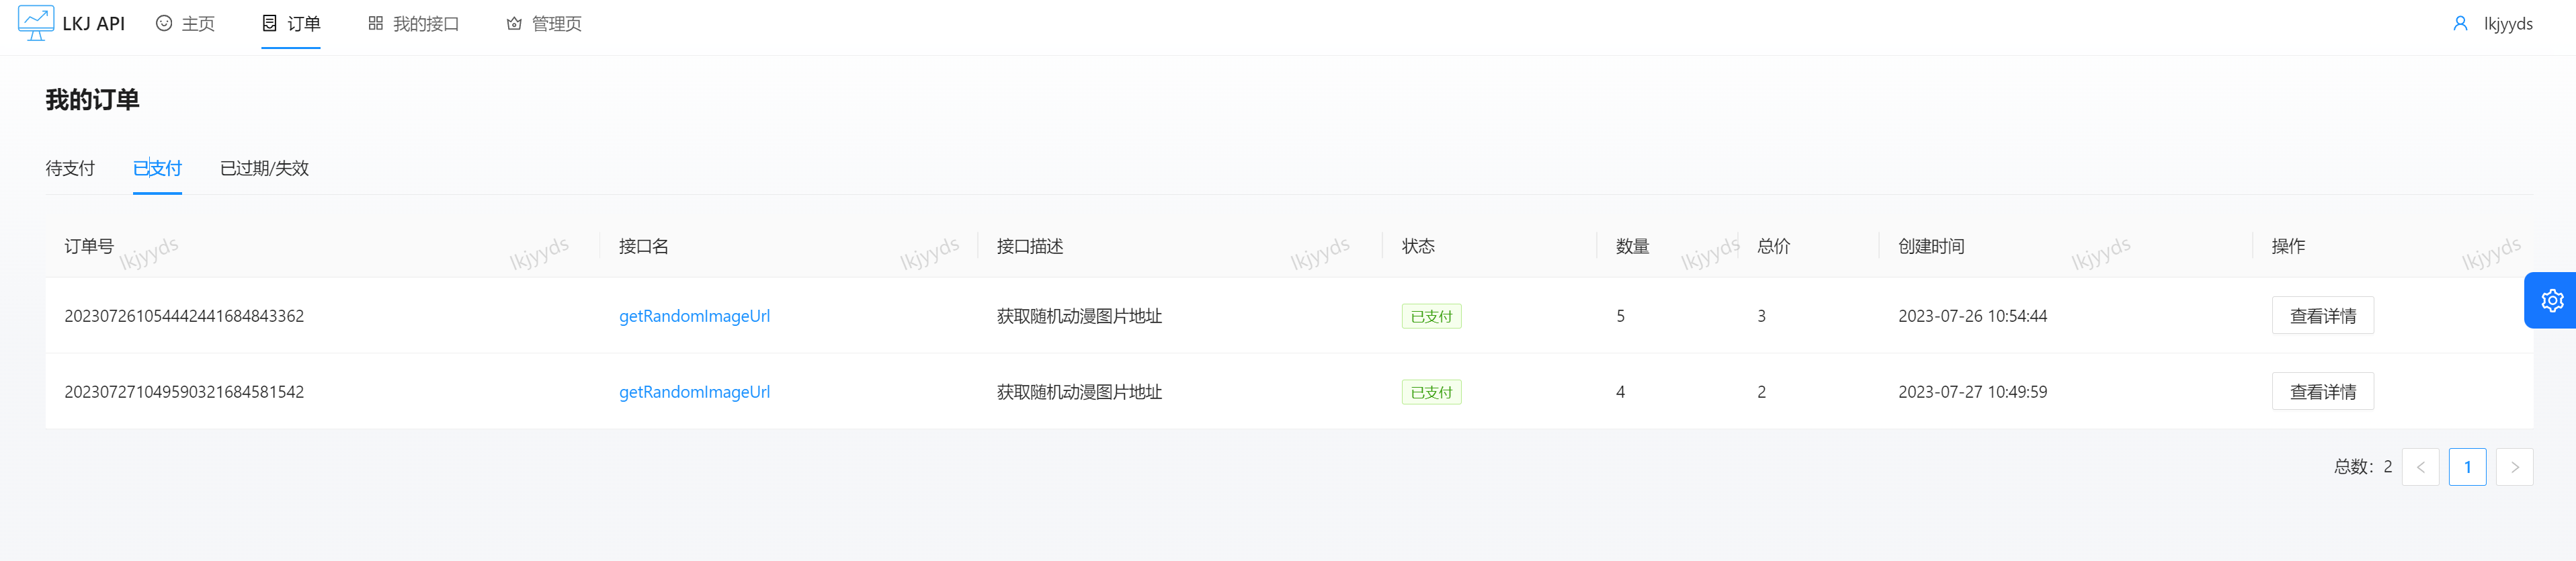 LKJ API 主页 订单 我的接口 管理页 lkjyyds
我的订单
待支付 已支付 已过期/失效
订单号 接口名 接口描述 状态 数量 总价 创建时间 操作
lkjyyds lkjyyds lkjyyds lkjyyds lkjyyds lkjyyds lkjyyds
202307261054442441684843362 getRandomImageUrl 获取随机动漫图片地址 已支付 5 3 2023-07-26 10:54:44 查看详情
202307271049590321684581542 getRandomImageUrl 获取随机动漫图片地址 已支付 4 2 2023-07-27 10:49:59 查看详情
总数：2 < 1 >